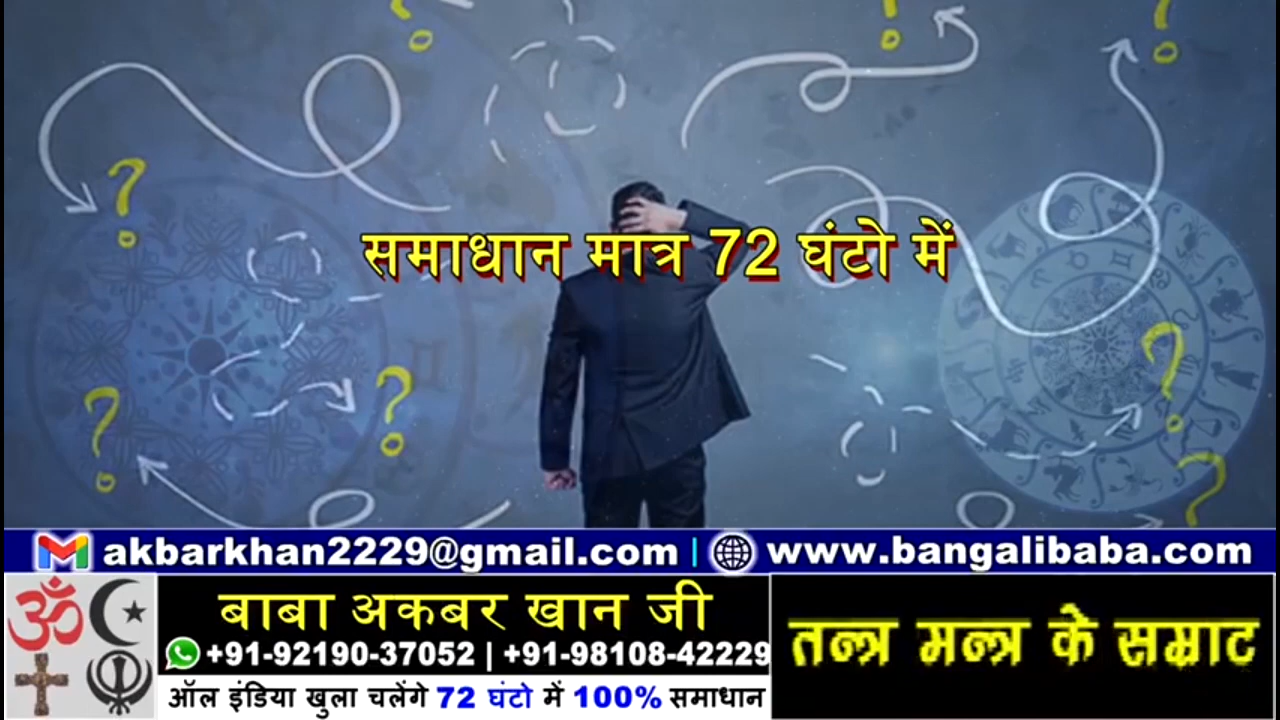 समाधान मात्र 72 घंटो में
akbarkhan2229@gmail.com | www.bangalibaba.com
बाबा अकबर खान जी
+91-92190-37052 | +91-98108-42229
ऑल इंडिया खुला चलेंगे 72 घंटो में 100% समाधान
तन्त्र मन्त्र के सम्राट